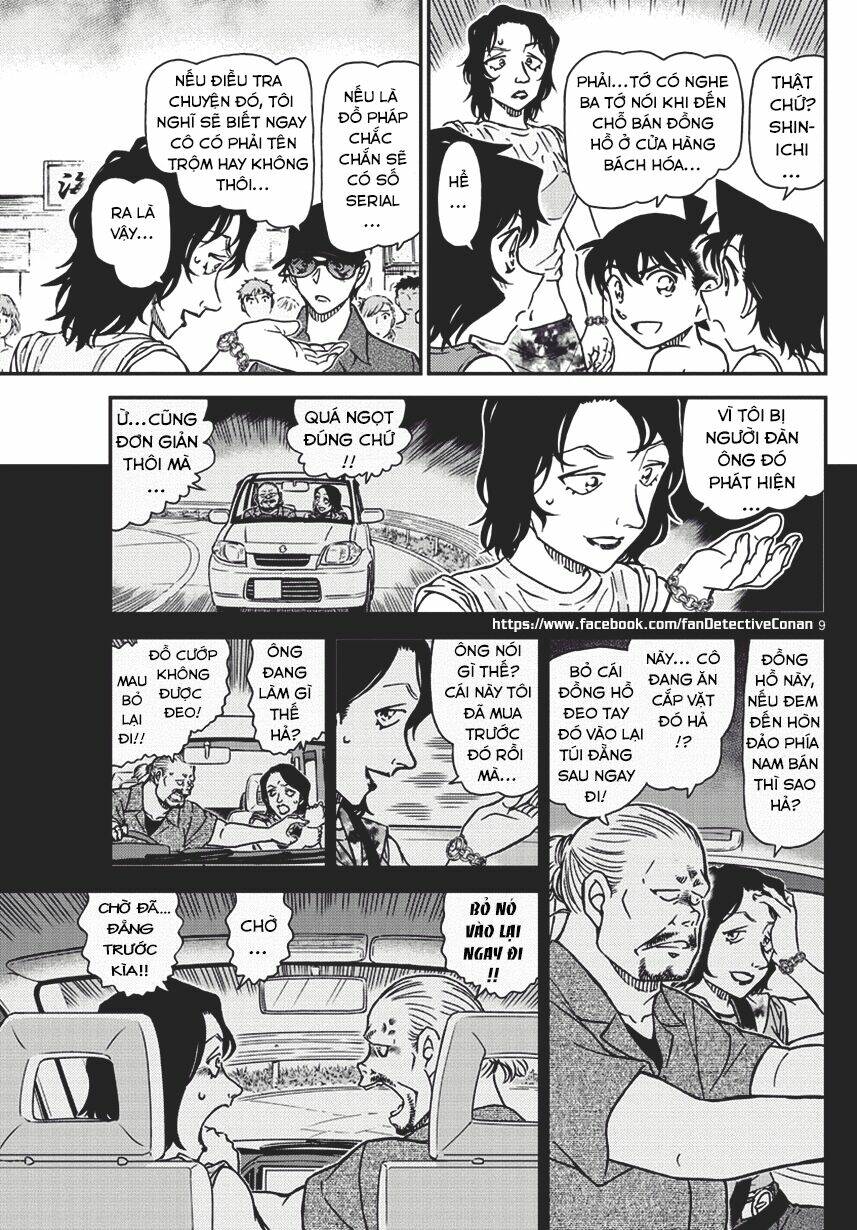 THẬT
CHỨ?
SHIN-
ICHI
PHẢI...TỚ CÓ NGHE
BA TỚ NÓI KHI ĐẾN
CHỖ BÁN ĐỒNG
HỒ Ở CỬA HÀNG
BÁCH HÓA...
HỂ
...
NẾU LÀ
ĐỒ PHÁP
CHẮC
CHẮN SẼ
CÓ SỐ
SERIAL
...
NẾU ĐIỀU TRA
CHUYỆN ĐÓ, TÔI
NGHĨ SẼ BIẾT NGAY
CÔ CÓ PHẢI TÊN
TRỘM HAY KHÔNG
THÔI...
RA LÀ
VẬY...
VÌ TÔI BỊ
NGƯỜI ĐÀN
ÔNG ĐÓ
PHÁT HIỆN
...
QUÁ NGỌT
ĐÚNG CHỨ
!!
Ừ...CŨNG
ĐƠN GIẢN
THÔI MÀ
...
https://www.facebook.com/fanDetectiveConan 9
ĐỒNG
HỒ NÀY,
NẾU ĐEM
ĐẾN HÒN
ĐẢO PHÍA
NAM BÁN
THÌ SAO
HẢ?
NÀY... CÔ
ĐANG ĂN
CẮP VẬT
ĐÓ HẢ
!?
BỎ CÁI
ĐỒNG HỒ
ĐEO TAY
ĐÓ VÀO LẠI
TÚI ĐẰNG
SAU NGAY
ĐI!
ÔNG NÓI
GÌ THẾ?
CÁI NÀY TÔI
ĐÃ MUA
TRƯỚC
ĐÓ RỒI
MÀ...
ÔNG
ĐANG
LÀM GÌ
THẾ
HẢ?
ĐỒ CƯỚP
KHÔNG
ĐƯỢC
ĐEO!
MAU
BỎ
LẠI
ĐI!!
BỎ NÓ
VÀO LẠI
NGAY ĐI
!!
CHỜ
...
CHỜ ĐÃ...
ĐẰNG
TRƯỚC
KÌA!!